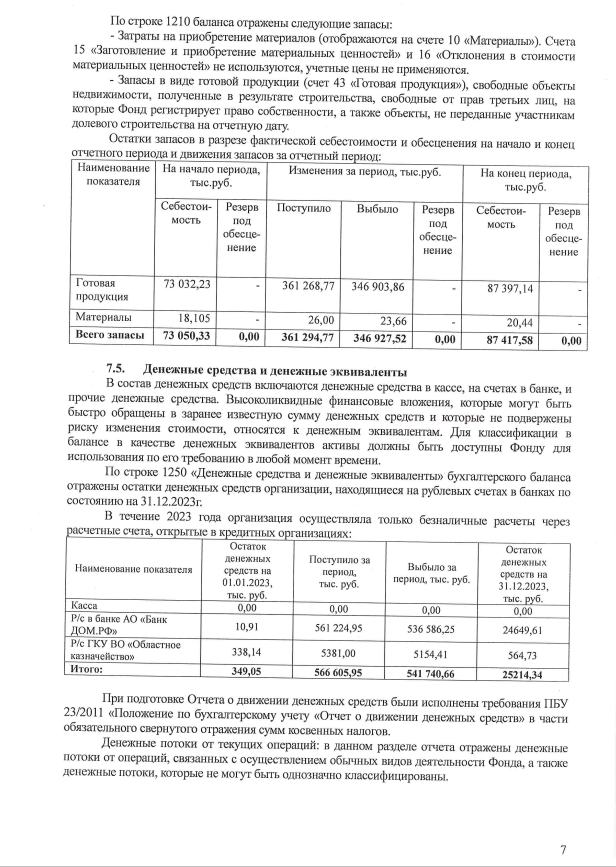 По строке 1210 баланса отражены следующие запасы:
- Затраты на приобретение материалов (отображаются на счете 10 «Материалы»). Счета
15 «Заготовление и приобретение материальных ценностей» и 16 «Отклонения в стоимости
материальных ценностей» не используются, учетные цены не применяются.
- Запасы в виде готовой продукции (счет 43 «Готовая продукция»), свободные объекты
недвижимости, полученные в результате строительства, свободные от прав третьих лиц, на
которые Фонд регистрирует право собственности, а также объекты, не переданные участникам
долевого строительства на отчетную дату.
Остатки запасов в разрезе фактической себестоимости и обесценения на начало и конец
отчетного периода и движения запасов за отчетный период:
Наименование показателя | На начало периода, тыс.руб. | Изменения за период, тыс.руб. | На конец периода, тыс.руб.
Себестои-мость | Резерв под обесце-нение | Поступило | Выбыло | Резерв под обесце-нение | Себестои-мость | Резерв под обесце-нение
Готовая продукция | 73 032,23 | - | 361 268,77 | 346 903,86 | - | 87 397,14 | -
Материалы | 18,105 | | 26,00 | 23,66 | - | 20,44 | -
Всего запасы | 73 050,33 | 0,00 | 361 294,77 | 346 927,52 | 0,00 | 87 417,58 | 0,00
7.5. Денежные средства и денежные эквиваленты
В состав денежных средств включаются денежные средства в кассе, на счетах в банке, и
прочие денежные средства. Высоколиквидные финансовые вложения, которые могут быть
быстро обращены в заранее известную сумму денежных средств и которые не подвержены
риску изменения стоимости, относятся к денежным эквивалентам. Для классификации в
балансе в качестве денежных эквивалентов активы должны быть доступны Фонду для
использования по его требованию в любой момент времени.
По строке 1250 «Денежные средства и денежные эквиваленты» бухгалтерского баланса
отражены остатки денежных средств организации, находящиеся на рублевых счетах в банках по
состоянию на 31.12.2023г.
В течение 2023 года организация осуществляла только безналичные расчеты через
расчетные счета, открытые в кредитных организациях:
Наименование показателя | Остаток денежных средств на 01.01.2023, тыс. руб. | Поступило за период, тыс. руб. | Выбыло за период, тыс. руб. | Остаток денежных средств на 31.12.2023, тыс. руб.
Касса | 0,00 | 0,00 | 0,00 | 0,00
Р/с в банке АО «Банк ДОМ.РФ» | 10,91 | 561 224,95 | 536 586,25 | 24649,61
Р/с ГКУ ВО «Областное казначейство» | 338,14 | 5381,00 | 5154,41 | 564,73
Итого: | 349,05 | 566 605,95 | 541 740,66 | 25214,34
При подготовке Отчета о движении денежных средств были исполнены требования ПБУ
23/2011 «Положение по бухгалтерскому учету «Отчет о движении денежных средств» в части
обязательного свернутого отражения сумм косвенных налогов.
Денежные потоки от текущих операций: в данном разделе отчета отражены денежные
потоки от операций, связанных с осуществлением обычных видов деятельности Фонда, а также
денежные потоки, которые не могут быть однозначно классифицированы.
7